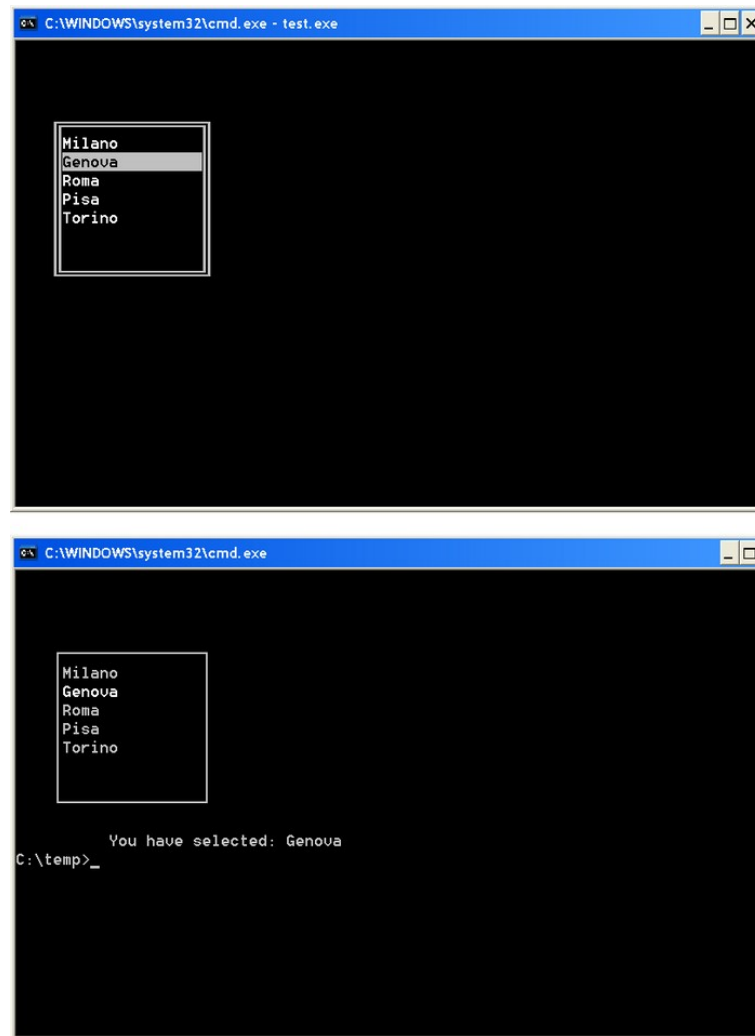 C:\WINDOWS\system32\cmd.exe - test.exe
Milano
Genova
Roma
Pisa
Torino
C:\WINDOWS\system32\cmd.exe
Milano
Genova
Roma
Pisa
Torino
You have selected: Genova
C:\temp>_